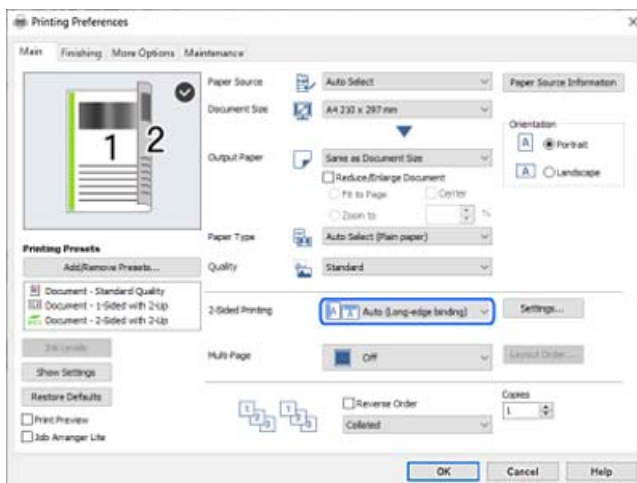 Printing Preferences
Main Finishing More Options Maintenance
1 2
Paper Source Auto Select Paper Source Information
Document Size A4 210 x 297 mm
Orientation
A Portrait
A Landscape
Output Paper Same as Document Size
Reduce/Enlarge Document
Fit to Page Center
Zoom to %
Paper Type Auto Select (Plain paper)
Quality Standard
Printing Presets
Add/Remove Presets...
Document - Standard Quality
Document - 1-Sided with 2-Up
Document - 2-Sided with 2-Up
2-Sided Printing Auto (Long-edge binding) Settings...
Ink Levels
Multi-Page Off Layout Order...
Show Settings
Restore Defaults
Print Preview
Job Arranger Lite
Reverse Order
Collated
Copies
1
OK Cancel Help